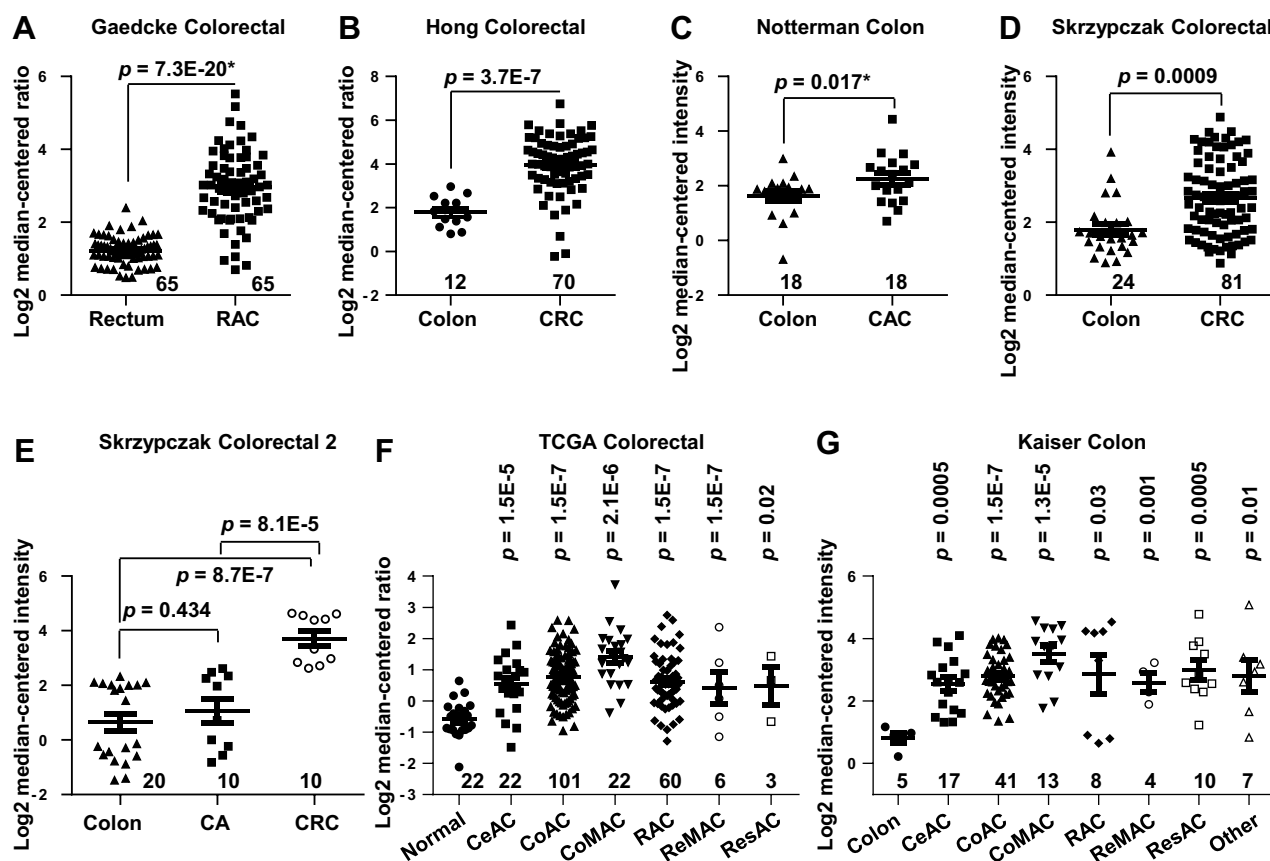 A
Gaedcke Colorectal
p = 7.3E-20*
Log2 median-centered ratio
6
4
2
0
65
65
Rectum
RAC
B
Hong Colorectal
p = 3.7E-7
Log2 median-centered ratio
8
6
4
2
0
-2
12
70
Colon
CRC
C
Notterman Colon
p = 0.017*
Log2 median-centered intensity
6
4
2
0
-2
18
18
Colon
CAC
D
Skrzypczak Colorectal
p = 0.0009
Log2 median-centered intensity
6
4
2
0
24
81
Colon
CRC
E
Skrzypczak Colorectal 2
p = 8.1E-5
p = 8.7E-7
p = 0.434
Log2 median-centered intensity
6
4
2
0
-2
20
10
10
Colon
CA
CRC
F
TCGA Colorectal
p = 1.5E-5
p = 1.5E-7
p = 2.1E-6
p = 1.5E-7
p = 1.5E-7
p = 0.02
Log2 median-centered ratio
4
3
2
1
0
-1
-2
-3
22
22
101
22
60
6
3
Normal
CeAC
CoAC
CoMAC
RAC
ReMAC
ResAC
G
Kaiser Colon
p = 0.0005
p = 1.5E-7
p = 1.3E-5
p = 0.03
p = 0.001
p = 0.0005
p = 0.01
Log2 median-centered intensity
6
4
2
0
5
17
41
13
8
4
10
7
Colon
CeAC
CoAC
CoMAC
RAC
ReMAC
ResAC
Other